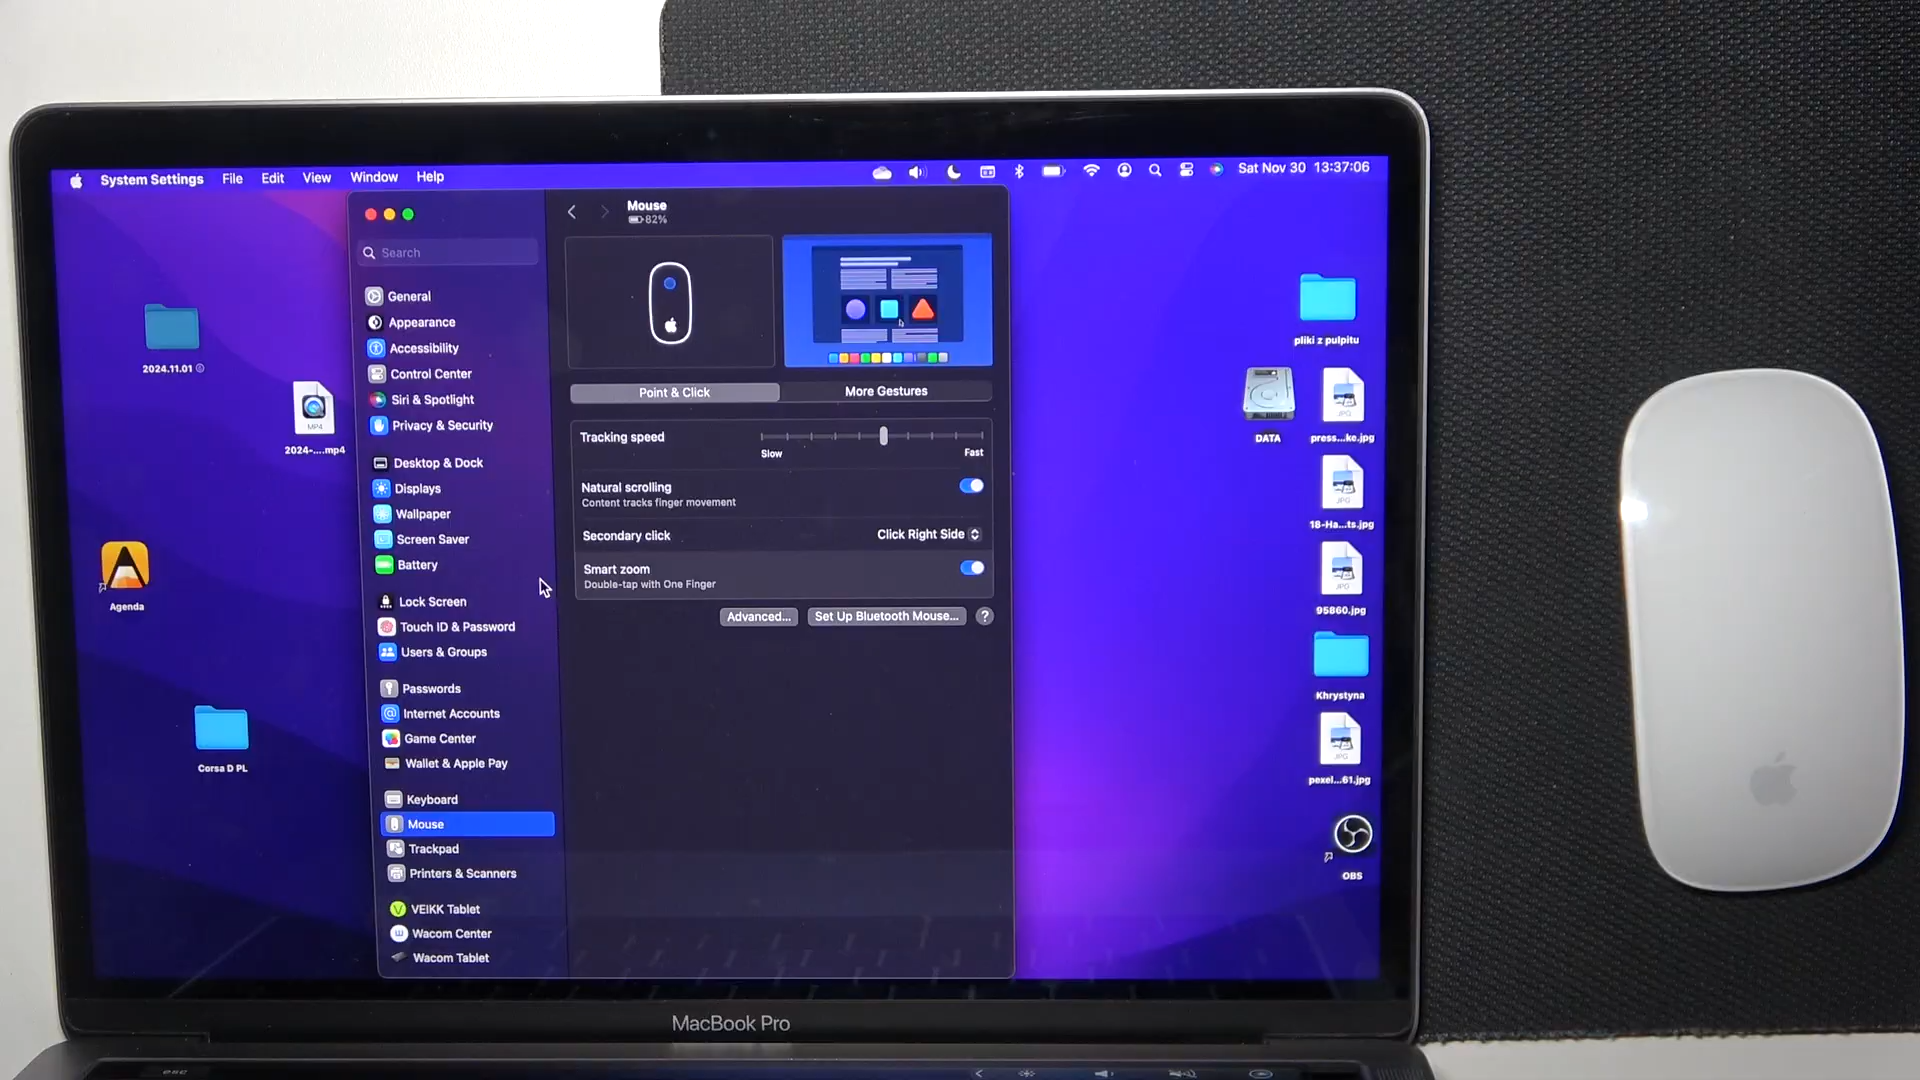 System Settings File Edit View Window Help
Sat Nov 30 13:37:06
Mouse
82%
Search
General
Appearance
Accessibility
Control Center
Siri & Spotlight
Privacy & Security
Desktop & Dock
Displays
Wallpaper
Screen Saver
Battery
Lock Screen
Touch ID & Password
Users & Groups
Passwords
Internet Accounts
Game Center
Wallet & Apple Pay
Keyboard
Mouse
Trackpad
Printers & Scanners
VEIKK Tablet
Wacom Center
Wacom Tablet
Point & Click
More Gestures
Tracking speed
Slow
Fast
Natural scrolling
Content tracks finger movement
Secondary click
Click Right Side
Smart zoom
Double-tap with One Finger
Advanced...
Set Up Bluetooth Mouse...
?
2024.11.01
MP4
2024-....mp4
Agenda
Corsa D PL
pliki z pulpitu
DATA
JPG
press...ke.jpg
JPG
18-Ha...ts.jpg
JPG
95860.jpg
Khrystyna
JPG
pexel...61.jpg
OBS
MacBook Pro
esc